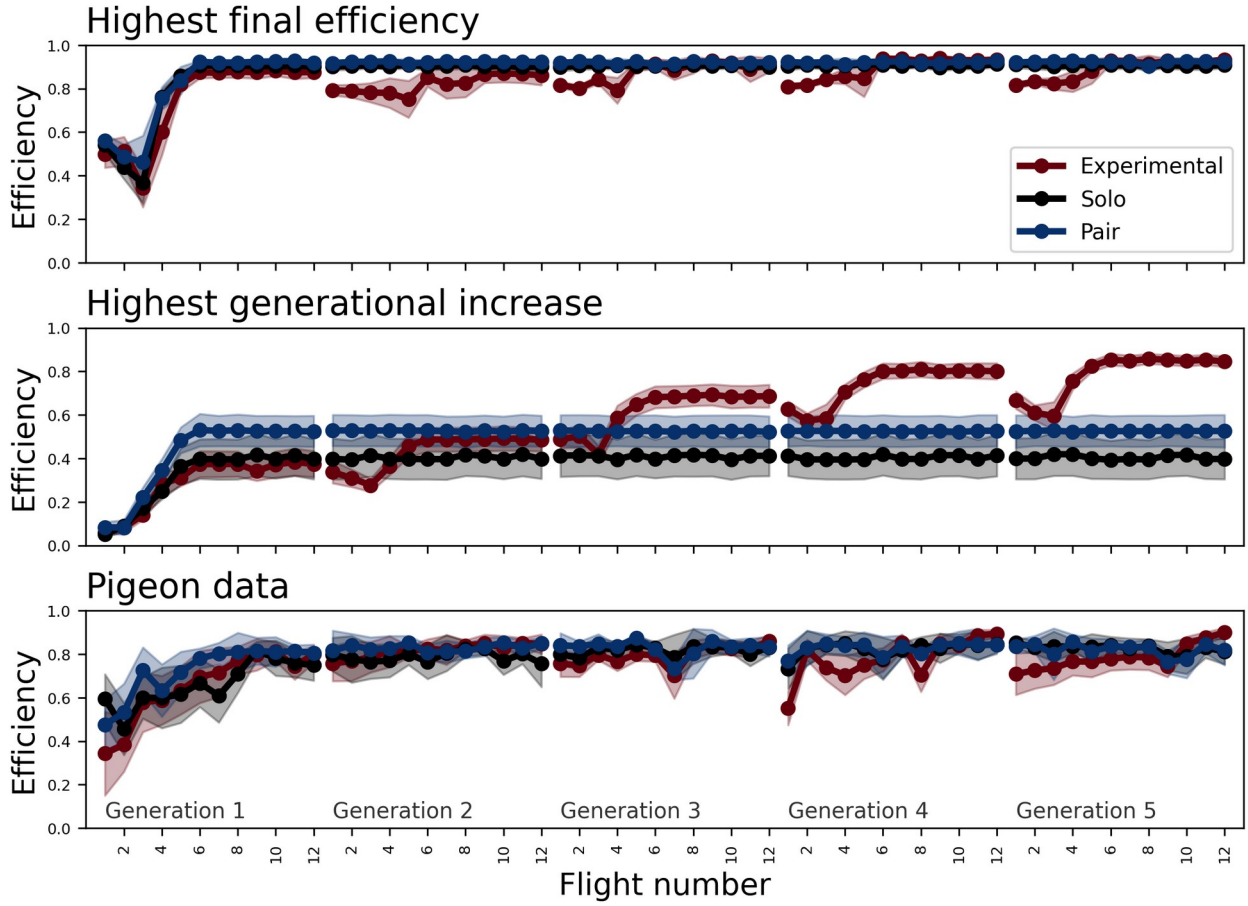 Highest final efficiency
Efficiency
1.0
0.8
0.6
0.4
0.2
0.0
Experimental
Solo
Pair
Highest generational increase
Efficiency
1.0
0.8
0.6
0.4
0.2
0.0
Pigeon data
Efficiency
1.0
0.8
0.6
0.4
0.2
0.0
Generation 1 Generation 2 Generation 3 Generation 4 Generation 5
2 4 6 8 10 12 2 4 6 8 10 12 2 4 6 8 10 12 2 4 6 8 10 12 2 4 6 8 10 12
Flight number